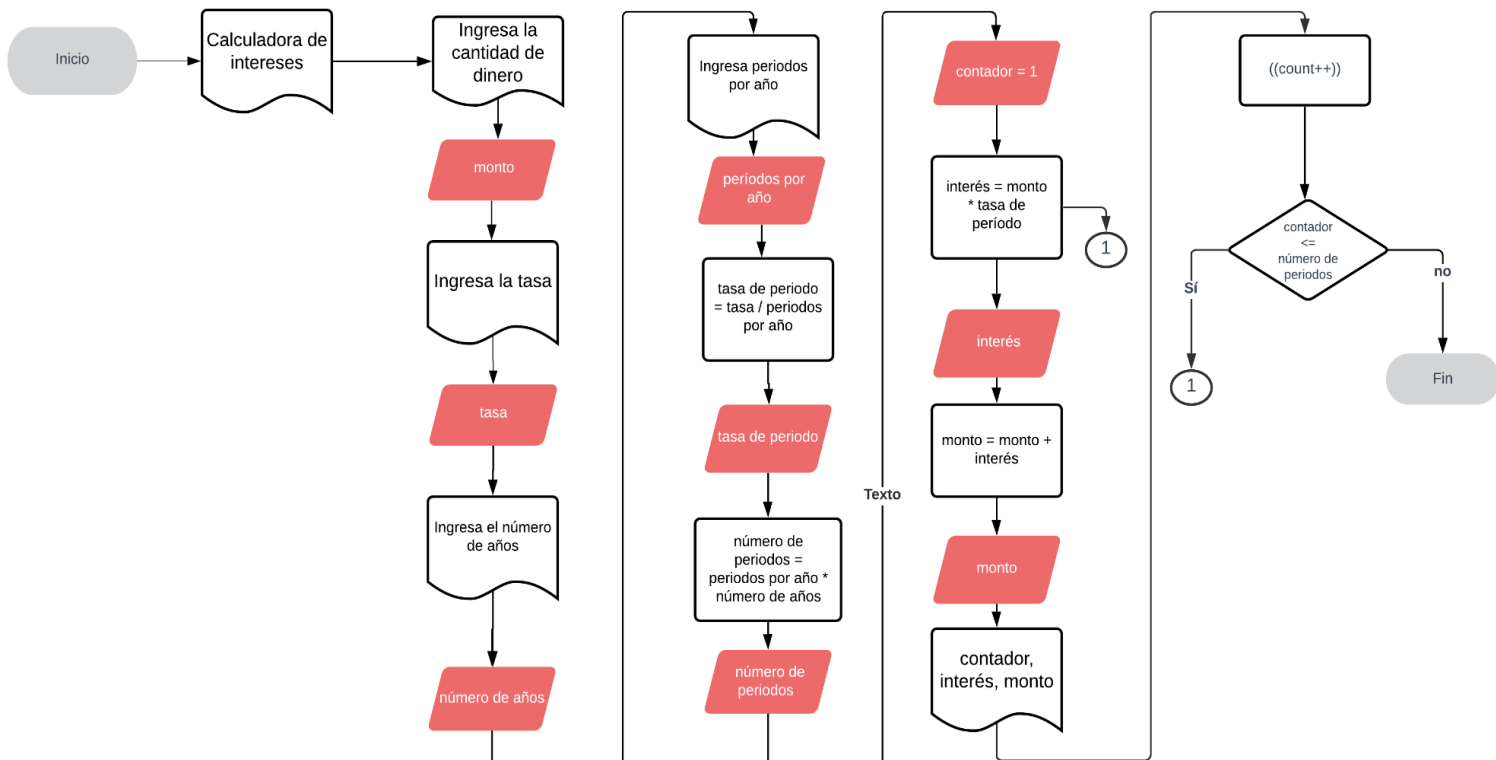 Inicio
Calculadora de
intereses
Ingresa la
cantidad de
dinero
monto
Ingresa la tasa
tasa
Ingresa el número
de años
número de años
Ingresa periodos
por año
períodos por
año
tasa de periodo
= tasa / periodos
por año
tasa de periodo
número de
periodos =
periodos por año *
número de años
número de
periodos
Texto
contador = 1
interés = monto
* tasa de
período
1
interés
monto = monto +
interés
monto
contador,
interés, monto
((count++))
contador
<=
número de
periodos
Sí
no
1
Fin